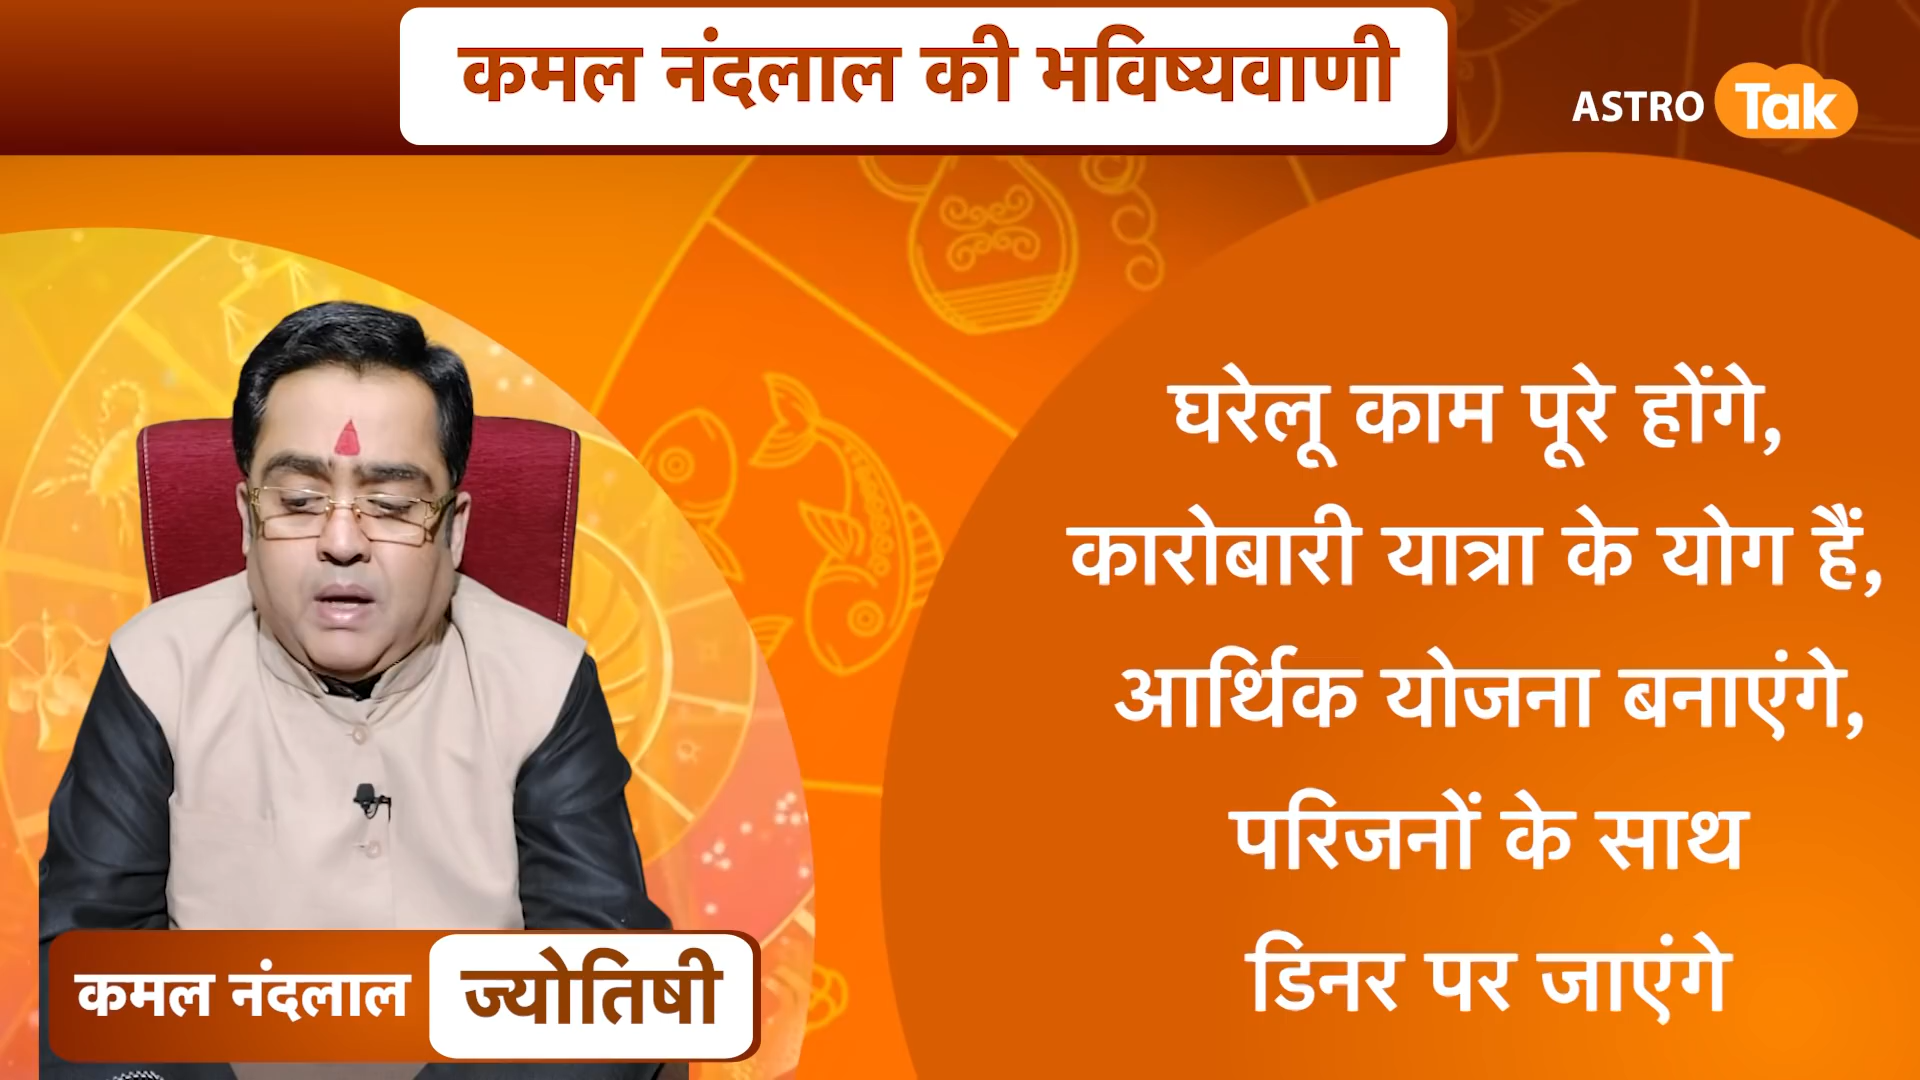 कमल नंदलाल की भविष्यवाणी
ASTRO Tak
घरेलू काम पूरे होंगे,
कारोबारी यात्रा के योग हैं,
आर्थिक योजना बनाएंगे,
परिजनों के साथ
डिनर पर जाएंगे
कमल नंदलाल ज्योतिषी